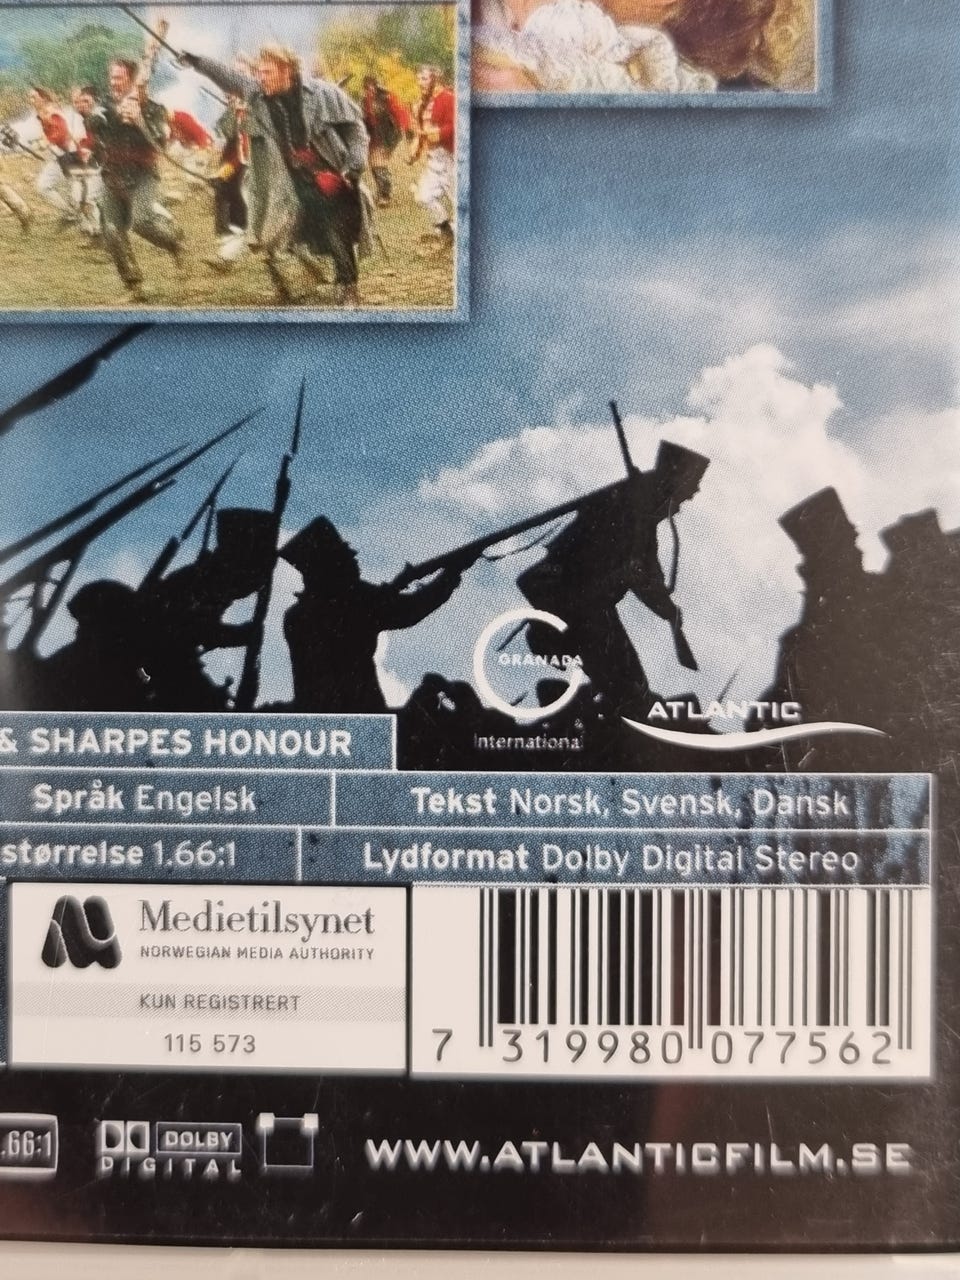 GRANADA
International
ATLANTIC
& SHARPES HONOUR
Språk Engelsk
Tekst Norsk, Svensk, Dansk
størrelse 1.66:1
Lydformat Dolby Digital Stereo
Medietilsynet
NORWEGIAN MEDIA AUTHORITY
KUN REGISTRERT
115 573
7 319980 077562
.66:1
DOLBY
DIGITAL
WWW.ATLANTICFILM.SE